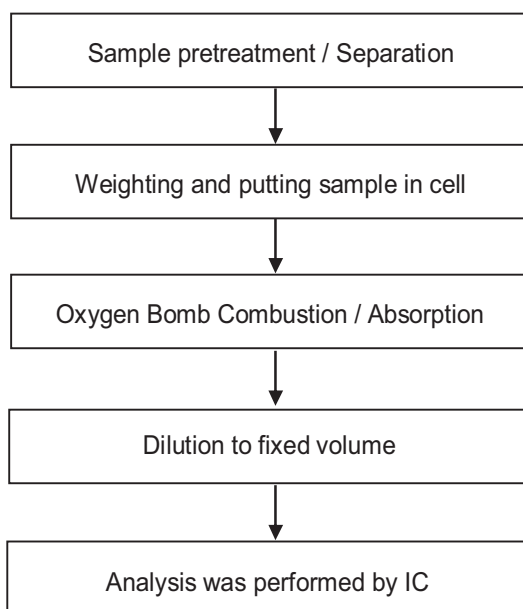 Sample pretreatment / Separation
Weighting and putting sample in cell
Oxygen Bomb Combustion / Absorption
Dilution to fixed volume
Analysis was performed by IC